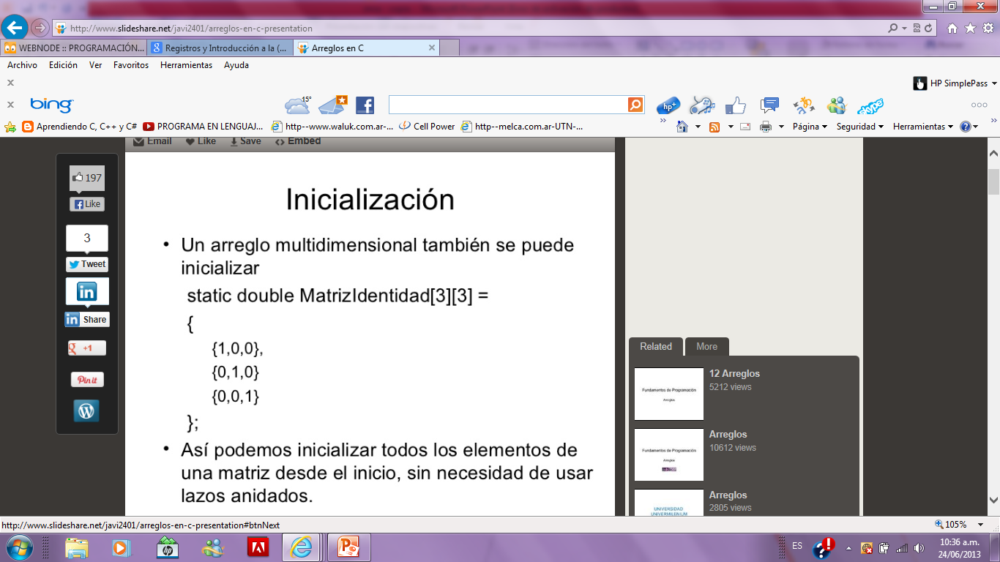 http://www.slideshare.net/javi2401/arreglos-en-c-presentation
WEBNODE :: PROGRAMACIÓN...
Registros y Introducción a la (...
Arreglos en C
Archivo Edición Ver Favoritos Herramientas Ayuda
HP SimplePass
bing
15°
hp+
skype
Aprendiendo C, C++ y C#
PROGRAMA EN LENGUAJ...
http--www.waluk.com.ar-...
Cell Power
http--melca.com.ar-UTN-...
Página
Seguridad
Herramientas
Email Like Save Embed
197
Like
3
Tweet
in
in Share
+1
Pin it
Inicialización
• Un arreglo multidimensional también se puede
inicializar
static double MatrizIdentidad[3][3] =
{
{1,0,0},
{0,1,0}
{0,0,1}
};
• Así podemos inicializar todos los elementos de
una matriz desde el inicio, sin necesidad de usar
lazos anidados.
Related More
Fundamentos de Programación
Arreglos
12 Arreglos
5212 views
Fundamentos de Programación
Arreglos
Arreglos
10612 views
UNIVERSIDAD
UNIVERMILENIUM
Arreglos
2805 views
http://www.slideshare.net/javi2401/arreglos-en-c-presentation#btnNext
105%
ES
10:36 a.m.
24/06/2013